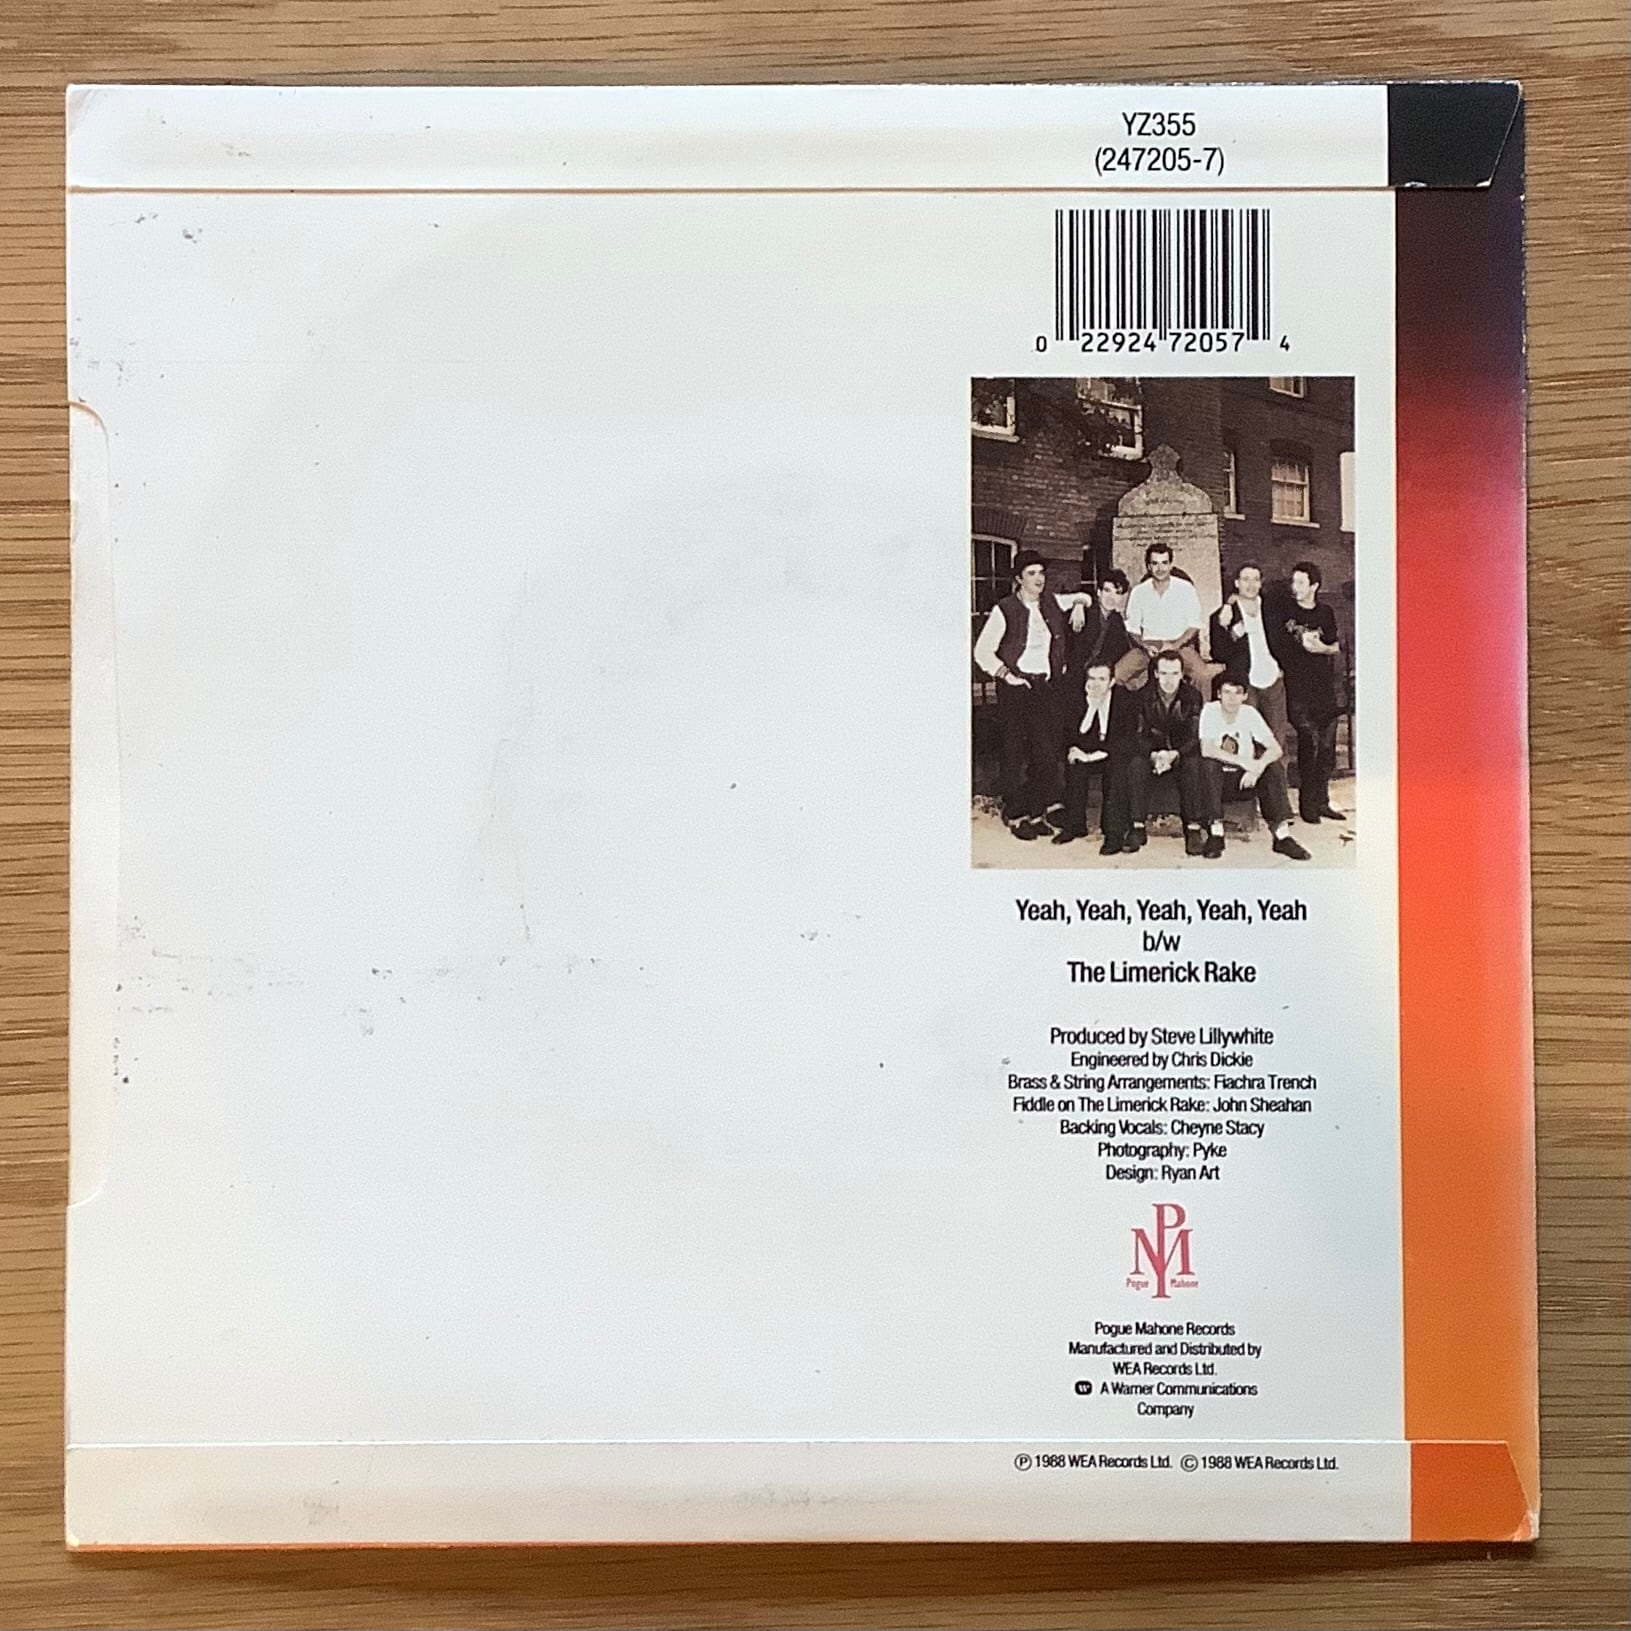 YZ355
(247205-7)
0 22924 72057 4
Yeah, Yeah, Yeah, Yeah, Yeah
b/w
The Limerick Rake
Produced by Steve Lillywhite
Engineered by Chris Dickie
Brass & String Arrangements: Fiachra Trench
Fiddle on The Limerick Rake: John Sheahan
Backing Vocals: Cheyne Stacy
Photography: Pyke
Design: Ryan Art
PM
Pogue Mahone
Pogue Mahone Records
Manufactured and Distributed by
WEA Records Ltd.
A Warner Communications
Company
Ⓟ 1988 WEA Records Ltd. © 1988 WEA Records Ltd.